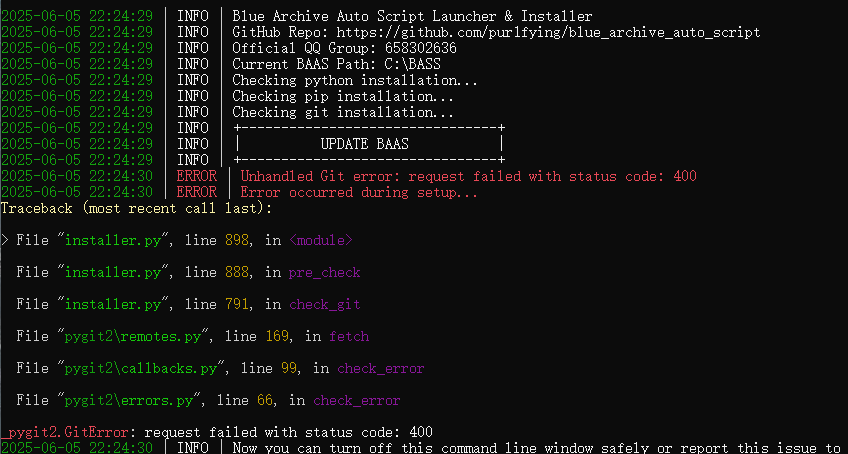 2025-06-05 22:24:29 | INFO | Blue Archive Auto Script Launcher & Installer
2025-06-05 22:24:29 | INFO | GitHub Repo: https://github.com/pur1fying/blue_archive_auto_script
2025-06-05 22:24:29 | INFO | Official QQ Group: 658302636
2025-06-05 22:24:29 | INFO | Current BAAS Path: C:\BASS
2025-06-05 22:24:29 | INFO | Checking python installation...
2025-06-05 22:24:29 | INFO | Checking pip installation...
2025-06-05 22:24:29 | INFO | Checking git installation...
2025-06-05 22:24:29 | INFO | +--------------------------------+
2025-06-05 22:24:29 | INFO | |          UPDATE BAAS           |
2025-06-05 22:24:29 | INFO | +--------------------------------+
2025-06-05 22:24:30 | ERROR | Unhandled Git error: request failed with status code: 400
2025-06-05 22:24:30 | ERROR | Error occurred during setup...
Traceback (most recent call last):
> File "installer.py", line 898, in <module>
File "installer.py", line 888, in pre_check
File "installer.py", line 791, in check_git
File "pygit2\remotes.py", line 169, in fetch
File "pygit2\callbacks.py", line 99, in check_error
File "pygit2\errors.py", line 66, in check_error
_pygit2.GitError: request failed with status code: 400
2025-06-05 22:24:30 | INFO | Now you can turn off this command line window safely or report this issue to